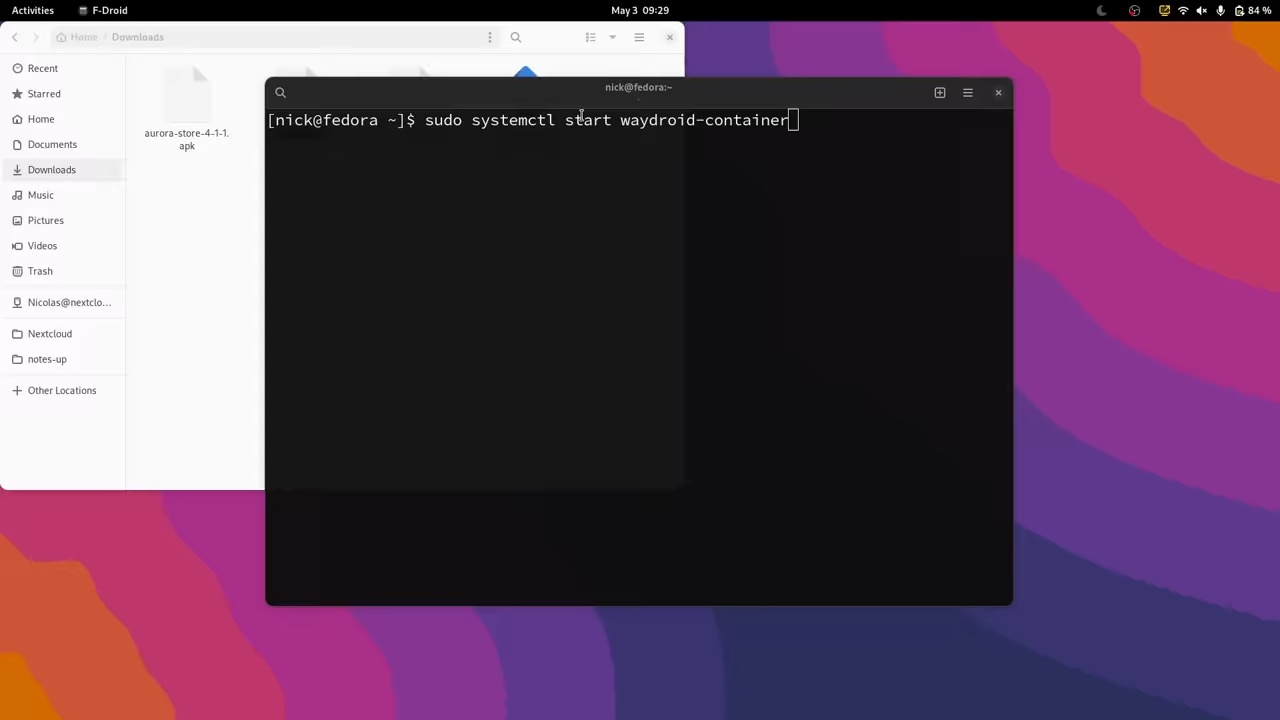 Activities F-Droid May 3 09:29 84 %
Home / Downloads
nick@fedora:~
Recent
Starred
Home
Documents
Downloads
Music
Pictures
Videos
Trash
Nicolas@nextclo...
Nextcloud
notes-up
Other Locations
aurora-store-4-1-1.
apk
[nick@fedora ~]$ sudo systemctl start waydroid-container